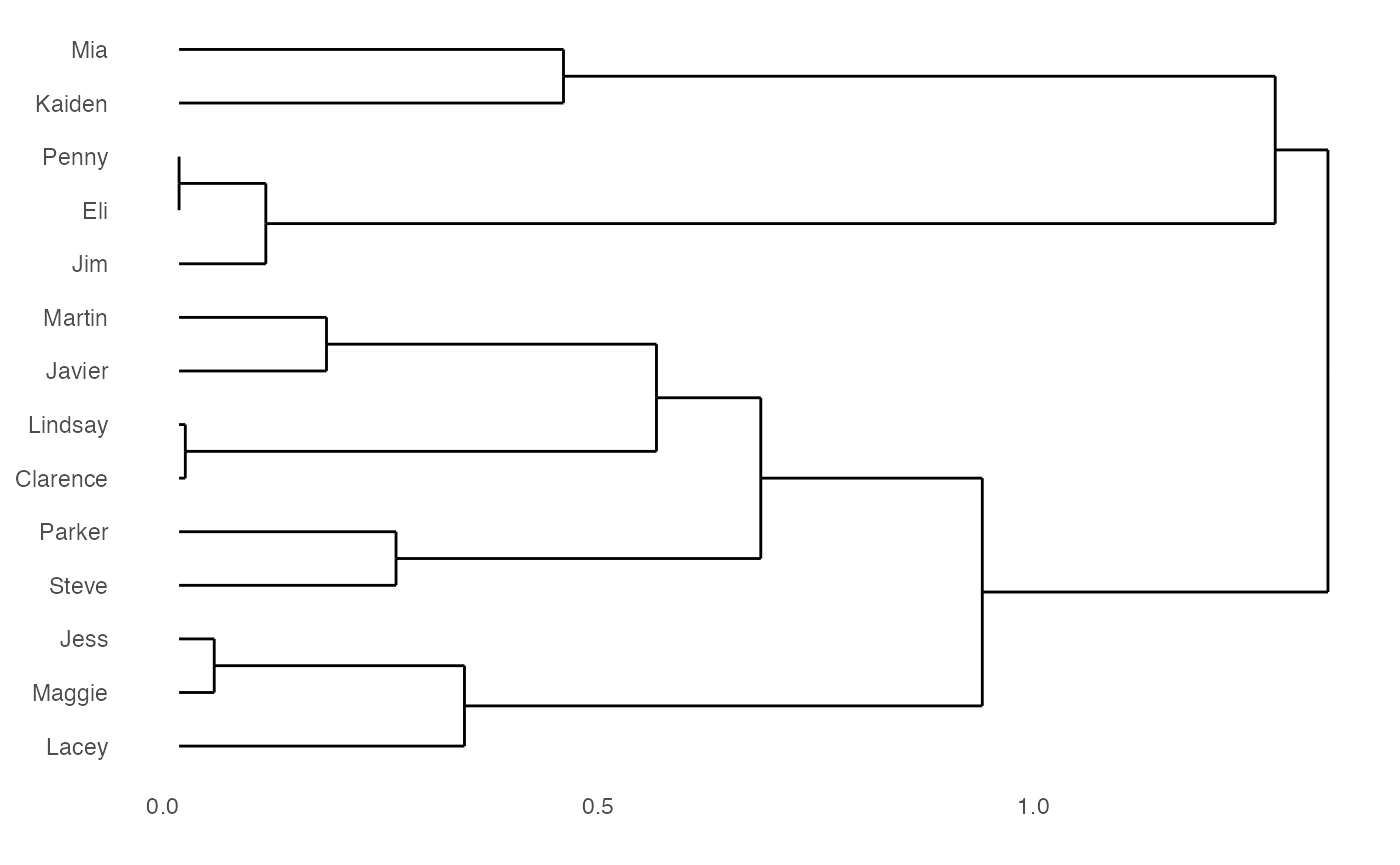 Mia
Kaiden
Penny
Eli
Jim
Martin
Javier
Lindsay
Clarence
Parker
Steve
Jess
Maggie
Lacey
0.0 0.5 1.0